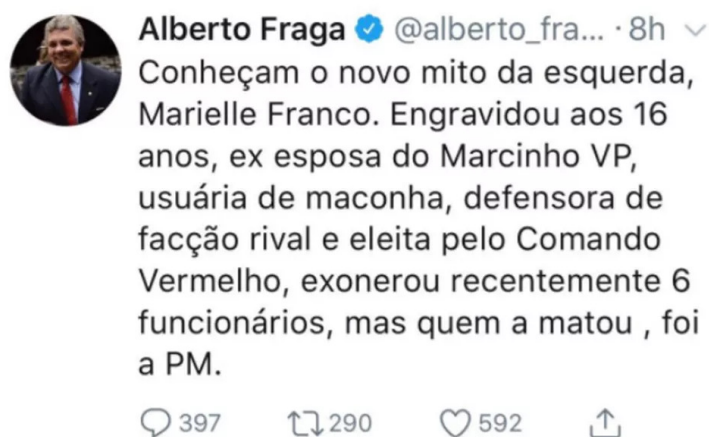 Alberto Fraga @alberto_fra... · 8h
Conheçam o novo mito da esquerda,
Marielle Franco. Engravidou aos 16
anos, ex esposa do Marcinho VP,
usuária de maconha, defensora de
facção rival e eleita pelo Comando
Vermelho, exonerou recentemente 6
funcionários, mas quem a matou , foi
a PM.
397 290 592